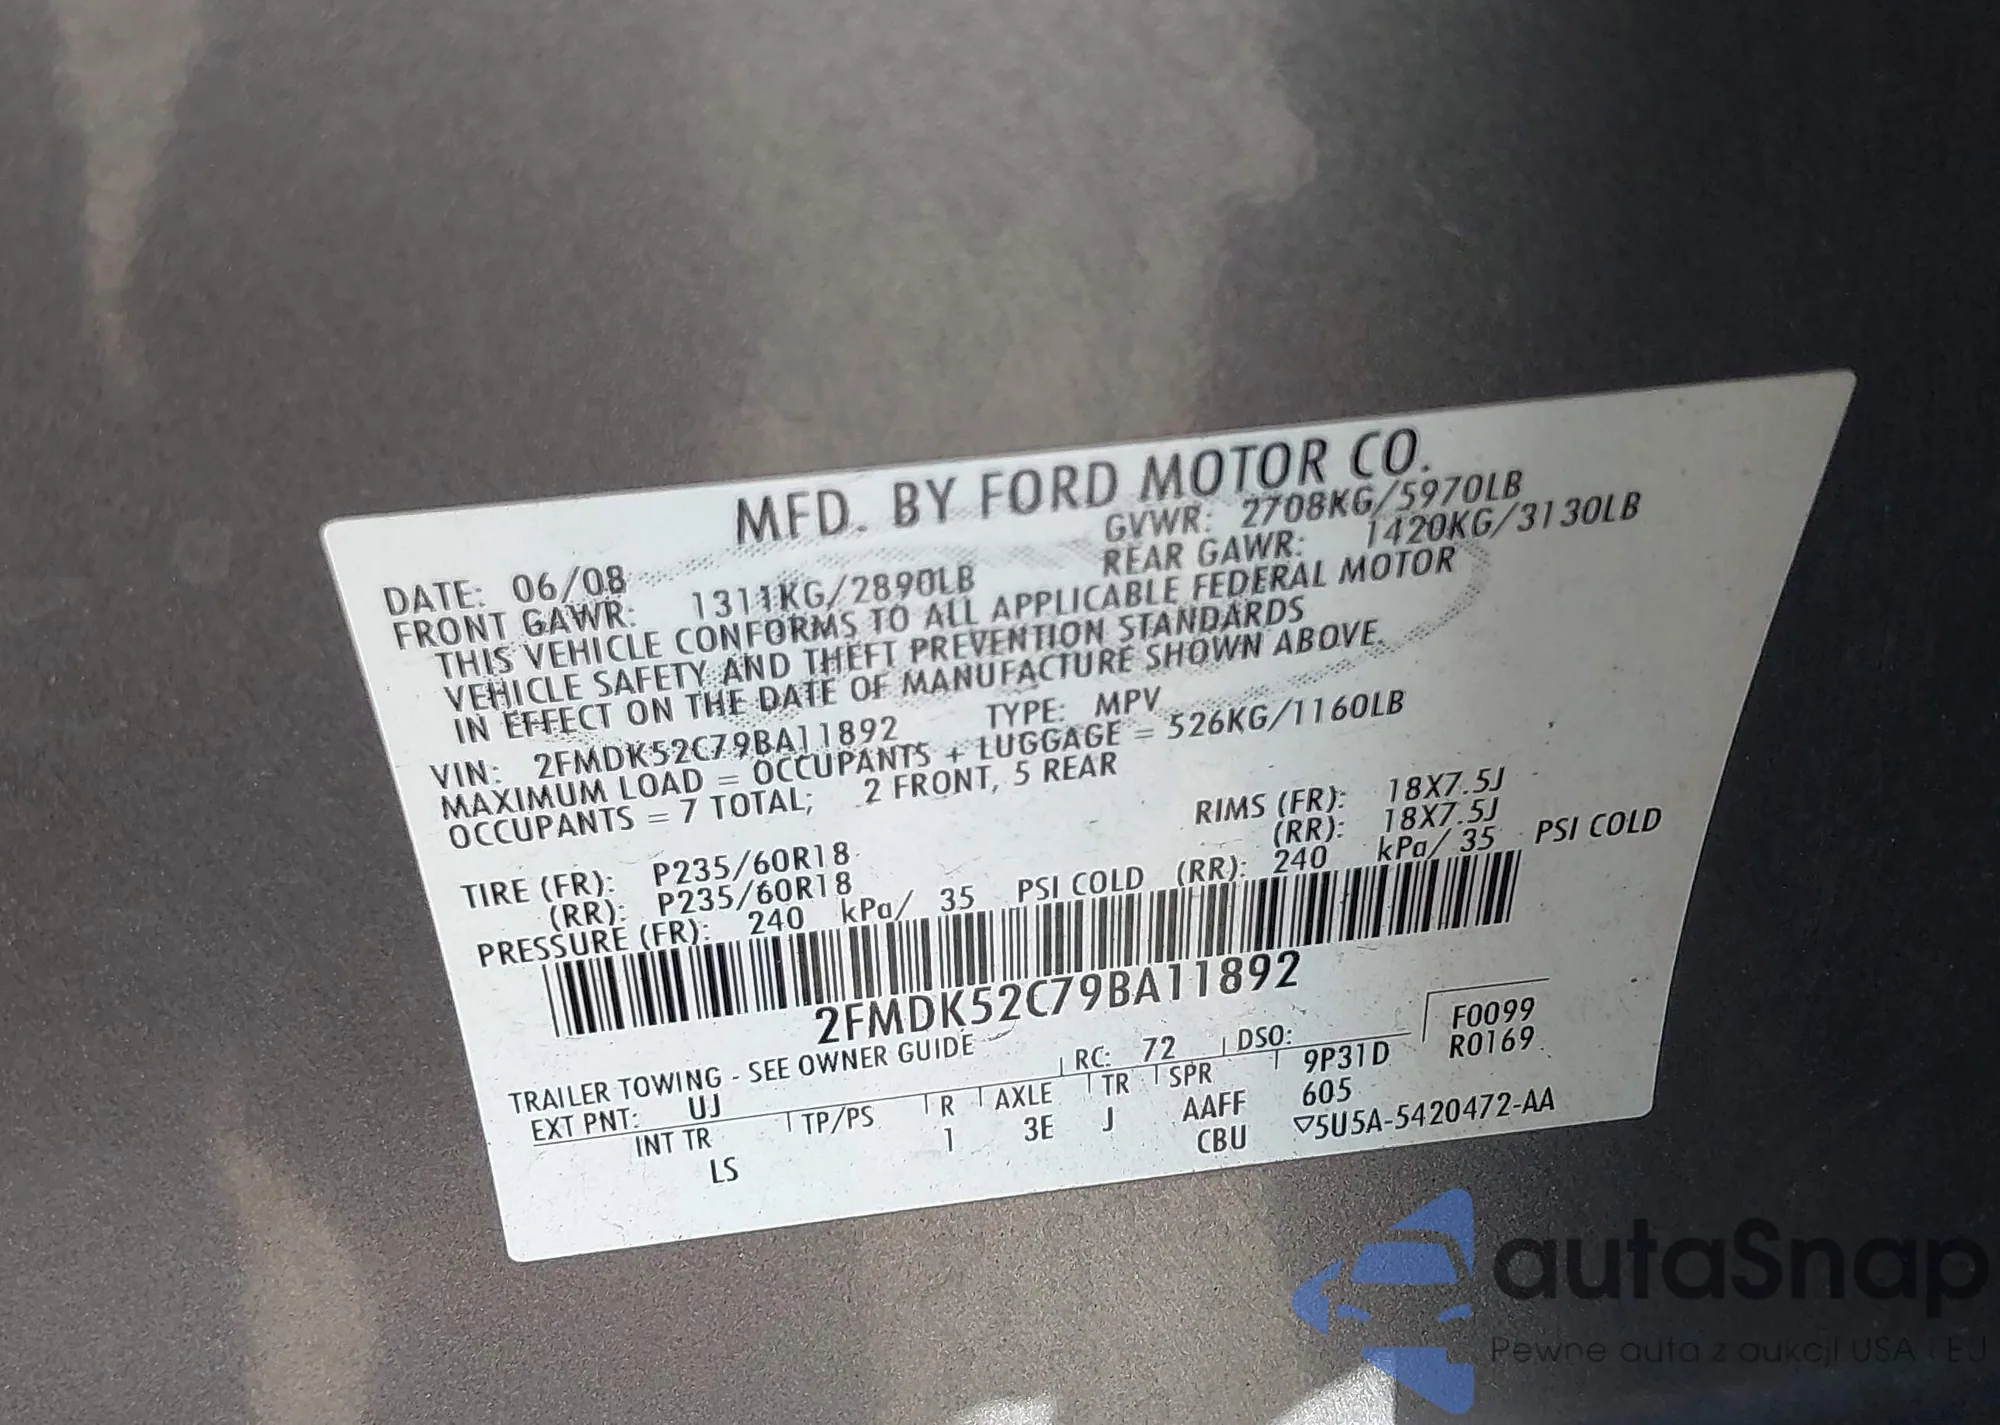 MFD. BY FORD MOTOR CO.
DATE: 06/08 GVWR: 2708KG/5970LB
FRONT GAWR: 1311KG/2890LB REAR GAWR: 1420KG/3130LB
THIS VEHICLE CONFORMS TO ALL APPLICABLE FEDERAL MOTOR
VEHICLE SAFETY AND THEFT PREVENTION STANDARDS
IN EFFECT ON THE DATE OF MANUFACTURE SHOWN ABOVE.
VIN: 2FMDK52C79BA11892 TYPE: MPV
MAXIMUM LOAD = OCCUPANTS + LUGGAGE = 526KG/1160LB
OCCUPANTS = 7 TOTAL; 2 FRONT, 5 REAR
TIRE (FR): P235/60R18 RIMS (FR): 18X7.5J
(RR): P235/60R18 (RR): 18X7.5J
PRESSURE (FR): 240 kPa/ 35 PSI COLD (RR): 240 kPa/ 35 PSI COLD
2FMDK52C79BA11892
TRAILER TOWING - SEE OWNER GUIDE
EXT PNT: UJ RC: 72 DSO: F0099
INT TR TP/PS R AXLE TR SPR 9P31D R0169
LS 1 3E J AAFF 605
CBU ▽5U5A-5420472-AA
autaSnap
Pewne auta z aukcji USA i EU